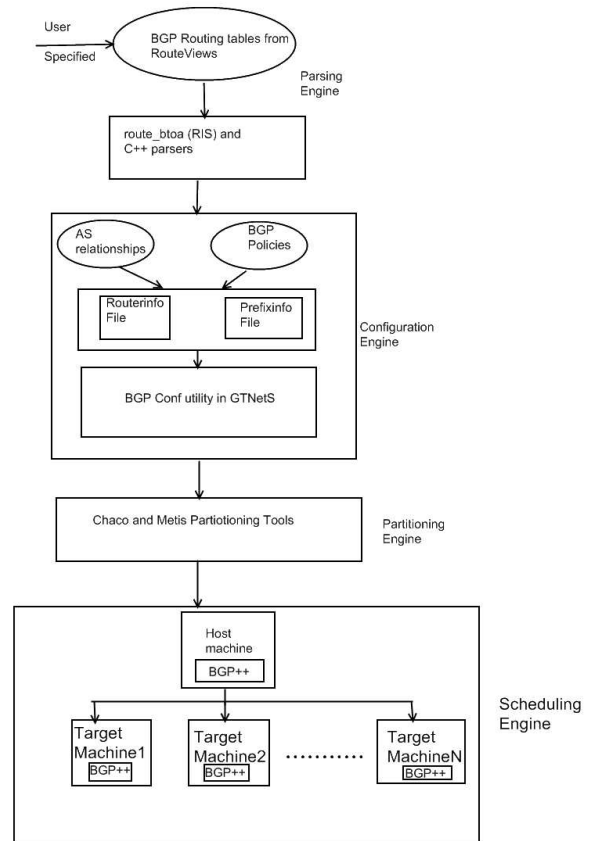 User
Specified
BGP Routing tables from
RouteViews
Parsing
Engine
route_btoa (RIS) and
C++ parsers
AS
relationships
BGP
Policies
Routerinfo
File
Prefixinfo
File
Configuration
Engine
BGP Conf utility in GTNetS
Chaco and Metis Partiotioning Tools
Partitioning
Engine
Host
machine
BGP++
Scheduling
Engine
Target
Machine1
BGP++
Target
Machine2
BGP++
...........
Target
MachineN
BGP++